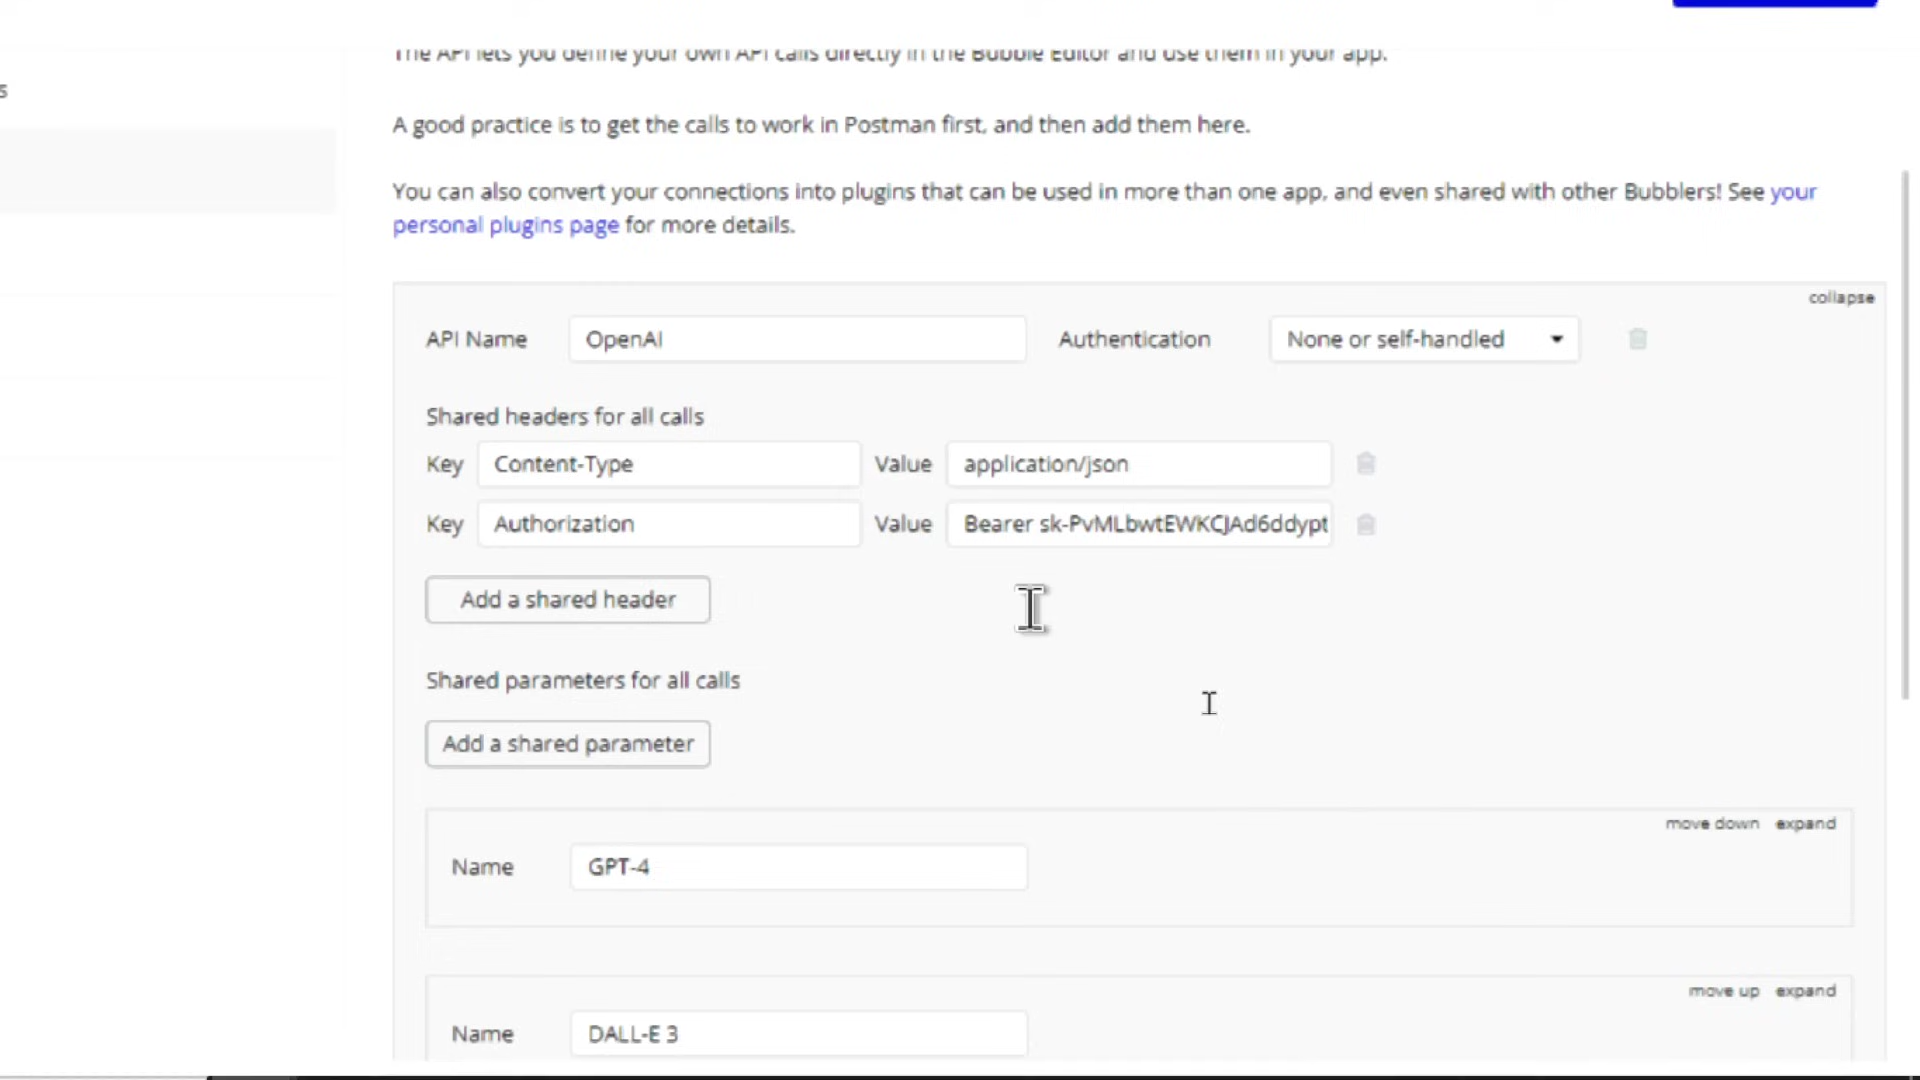 s
The API lets you define your own API calls directly in the Bubble Editor and use them in your app.
A good practice is to get the calls to work in Postman first, and then add them here.
You can also convert your connections into plugins that can be used in more than one app, and even shared with other Bubblers! See your
personal plugins page for more details.
collapse
API Name OpenAI Authentication None or self-handled
Shared headers for all calls
Key Content-Type Value application/json
Key Authorization Value Bearer sk-PvMLbwtEWKCJAd6ddypt
Add a shared header
Shared parameters for all calls
Add a shared parameter
move down expand
Name GPT-4
move up expand
Name DALL-E 3